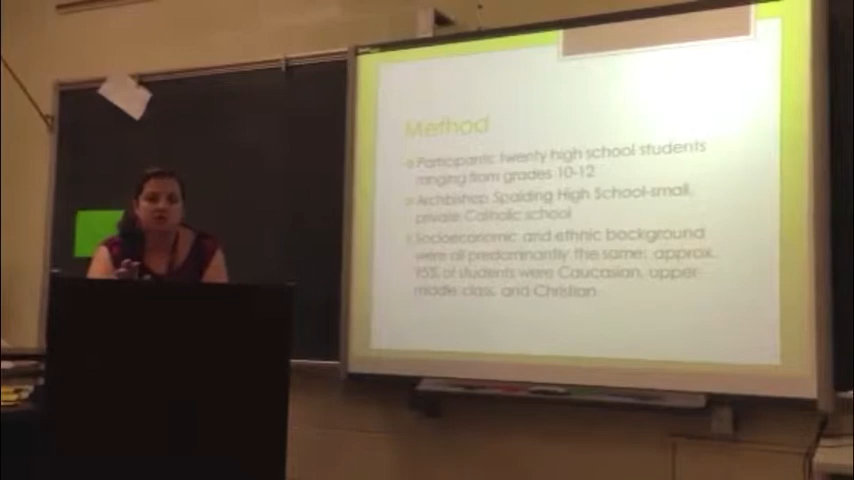 Method
Participants: twenty high school students
ranging from grades 10-12
Archbishop Spalding High School-small,
private Catholic school
Socioeconomic and ethnic background
were all predominantly the same: approx.
95% of students were Caucasian, upper-
middle class, and Christian